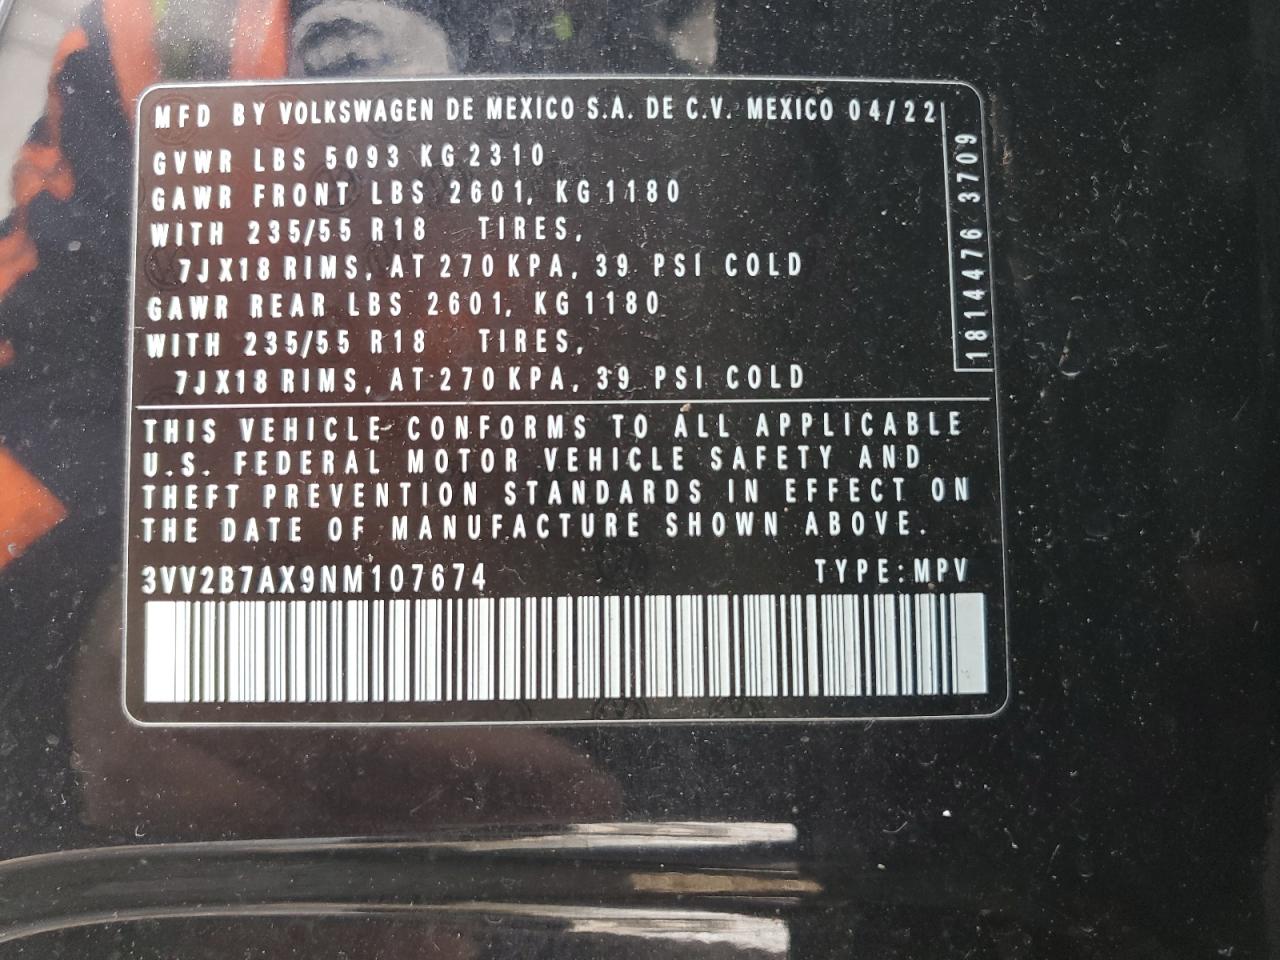 MFD BY VOLKSWAGEN DE MEXICO S.A. DE C.V. MEXICO 04/22
GVWR LBS 5093 KG 2310
GAWR FRONT LBS 2601, KG 1180
WITH 235/55 R18 TIRES,
7JX18 RIMS, AT 270 KPA, 39 PSI COLD
GAWR REAR LBS 2601, KG 1180
WITH 235/55 R18 TIRES,
7JX18 RIMS, AT 270 KPA, 39 PSI COLD
1814476 3709
THIS VEHICLE CONFORMS TO ALL APPLICABLE
U.S. FEDERAL MOTOR VEHICLE SAFETY AND
THEFT PREVENTION STANDARDS IN EFFECT ON
THE DATE OF MANUFACTURE SHOWN ABOVE.
3VV2B7AX9NM107674 TYPE: MPV